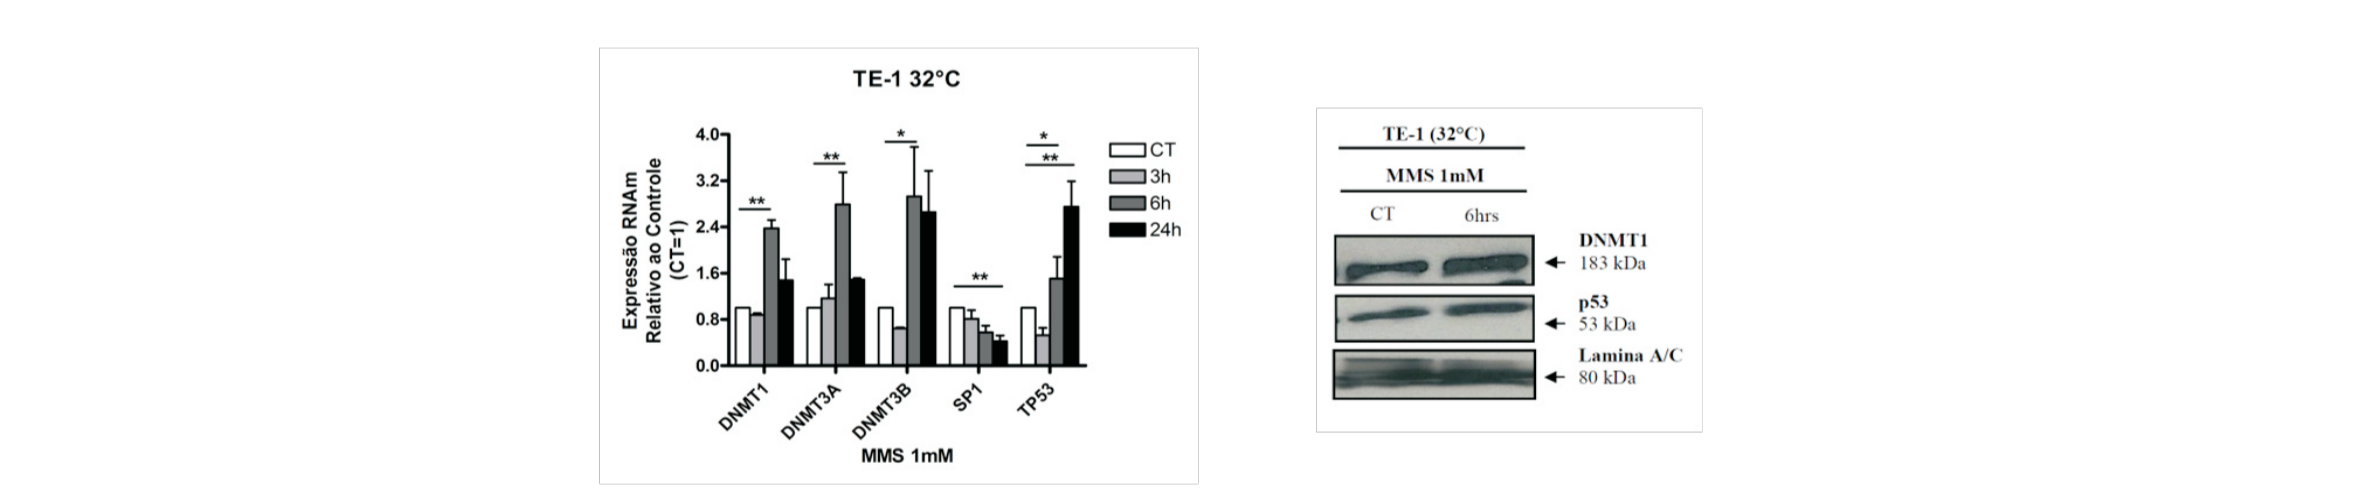 TE-1 32°C
Expressão RNAm
Relativo ao Controle
(CT=1)
4.0
3.2
2.4
1.6
0.8
0.0
**
**
*
**
*
**
CT
3h
6h
24h
DNMT1
DNMT3A
DNMT3B
SP1
TP53
MMS 1mM
TE-1 (32°C)
MMS 1mM
CT 6hrs
DNMT1
183 kDa
p53
53 kDa
Lamina A/C
80 kDa